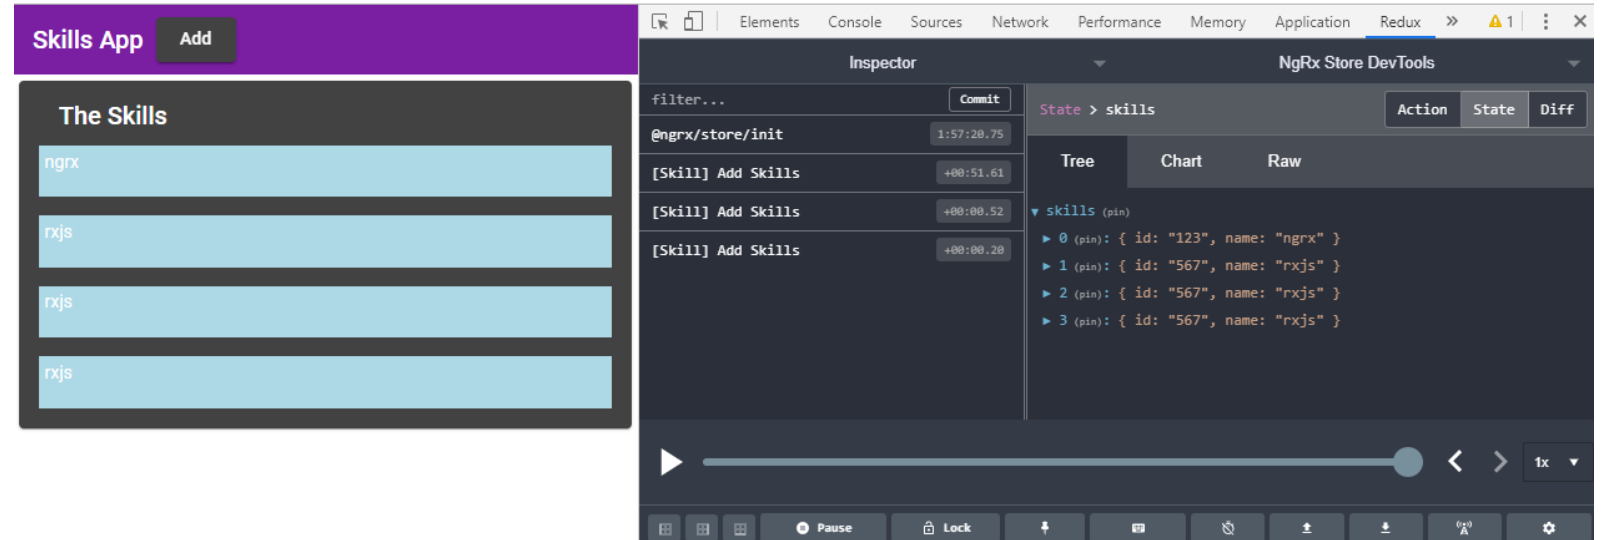 Skills App Add
The Skills
ngrx
rxjs
rxjs
rxjs
Elements Console Sources Network Performance Memory Application Redux » 1
Inspector NgRx Store DevTools
filter... Commit
@ngrx/store/init 1:57:20.75
[Skill] Add Skills +00:51.61
[Skill] Add Skills +00:00.52
[Skill] Add Skills +00:00.20
State > skills Action State Diff
Tree Chart Raw
▼ skills (pin)
▶ 0 (pin): { id: "123", name: "ngrx" }
▶ 1 (pin): { id: "567", name: "rxjs" }
▶ 2 (pin): { id: "567", name: "rxjs" }
▶ 3 (pin): { id: "567", name: "rxjs" }
1x
Pause Lock